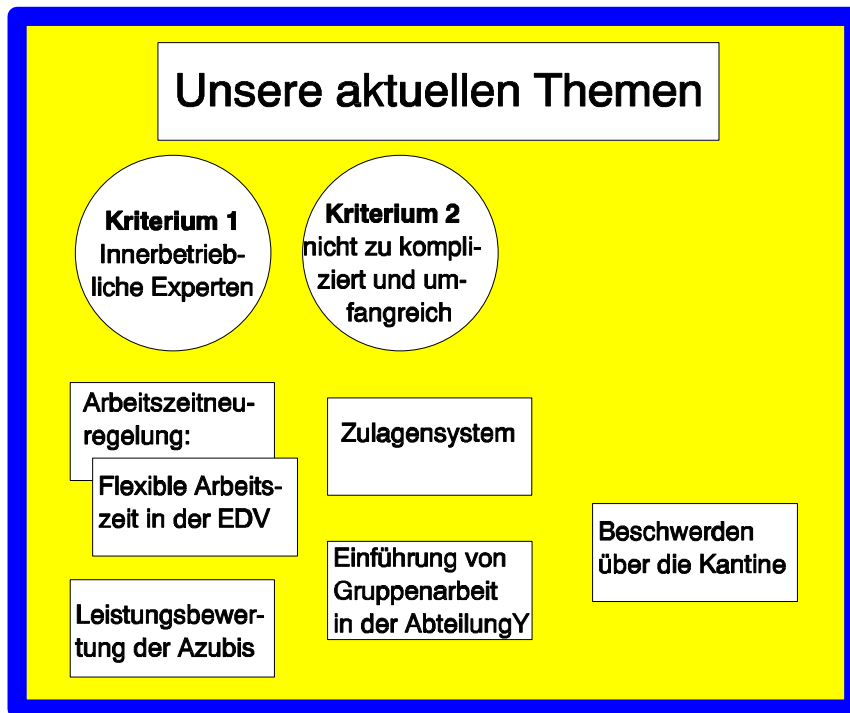 Unsere aktuellen Themen
Kriterium 1
Innerbetrieb-
liche Experten
Kriterium 2
nicht zu kompli-
ziert und um-
fangreich
Arbeitszeitneu-
regelung:
Flexible Arbeits-
zeit in der EDV
Leistungsbewer-
tung der Azubis
Zulagensystem
Einführung von
Gruppenarbeit
in der AbteilungY
Beschwerden
über die Kantine